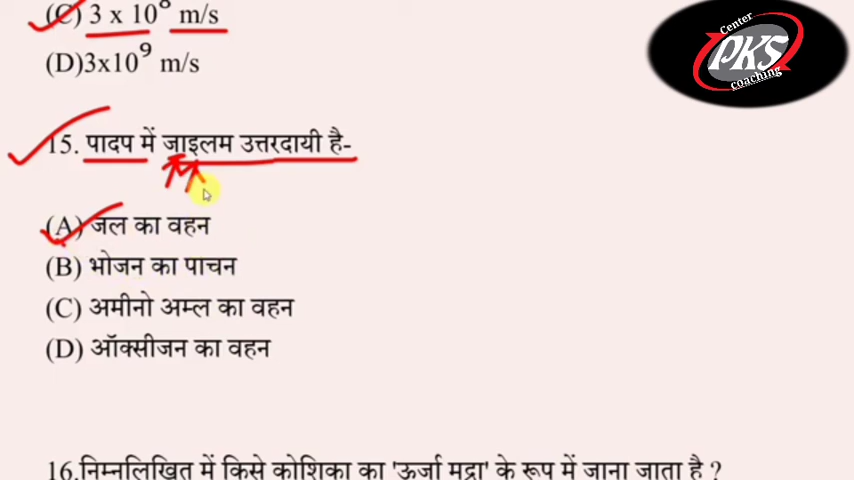 (C) 3 x 10⁸ m/s
(D)3x10⁹ m/s
Center
PKS
coaching
15. पादप में जाइलम उत्तरदायी है-
(A) जल का वहन
(B) भोजन का पाचन
(C) अमीनो अम्ल का वहन
(D) ऑक्सीजन का वहन
16.निम्नलिखित में किसे कोशिका का 'ऊर्जा मुद्रा' के रूप में जाना जाता है ?